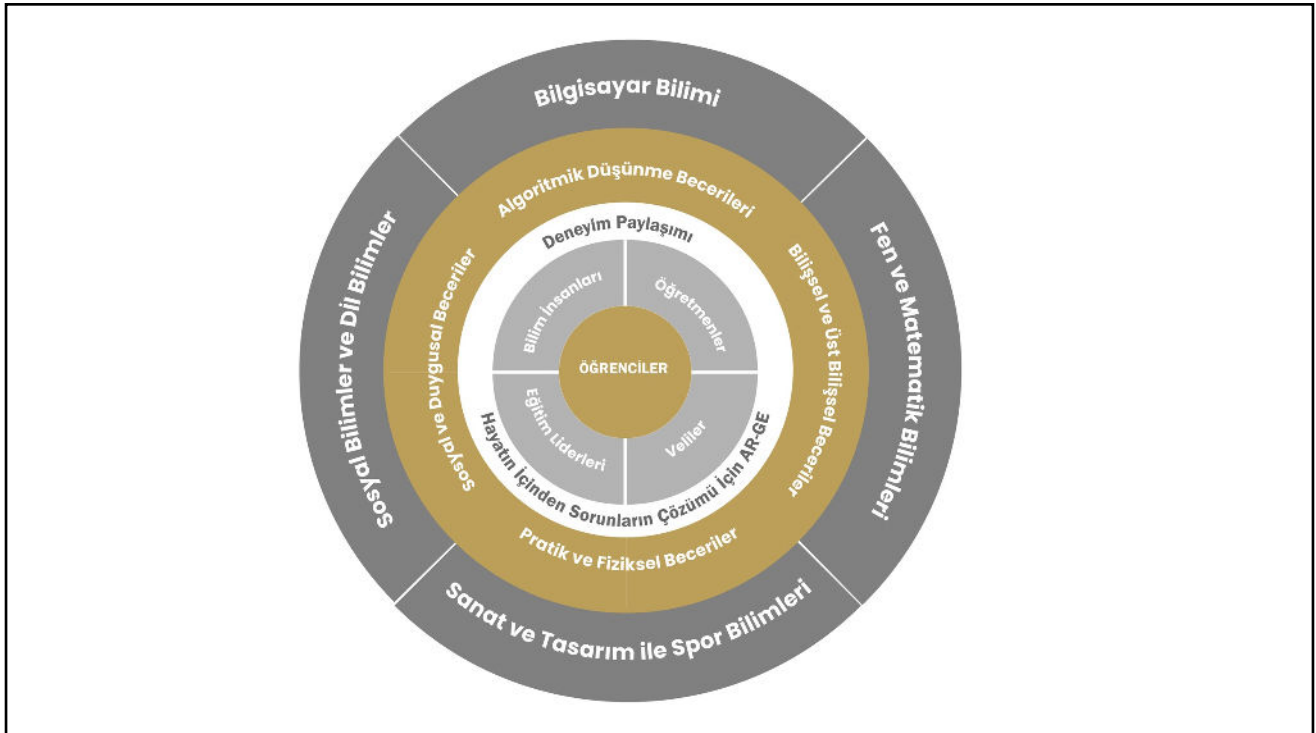 Bilgisayar Bilimi
Fen ve Matematik Bilimleri
Sanat ve Tasarım ile Spor Bilimleri
Sosyal Bilimler ve Dil Bilimler
Algoritmik Düşünme Becerileri
Bilişsel ve Üst Bilişsel Beceriler
Pratik ve Fiziksel Beceriler
Sosyal ve Duygusal Beceriler
Deneyim Paylaşımı
Hayatın İçinden Sorunların Çözümü İçin AR-GE
Bilim İnsanları
Öğretmenler
Eğitim Liderleri
Veliler
ÖĞRENCİLER